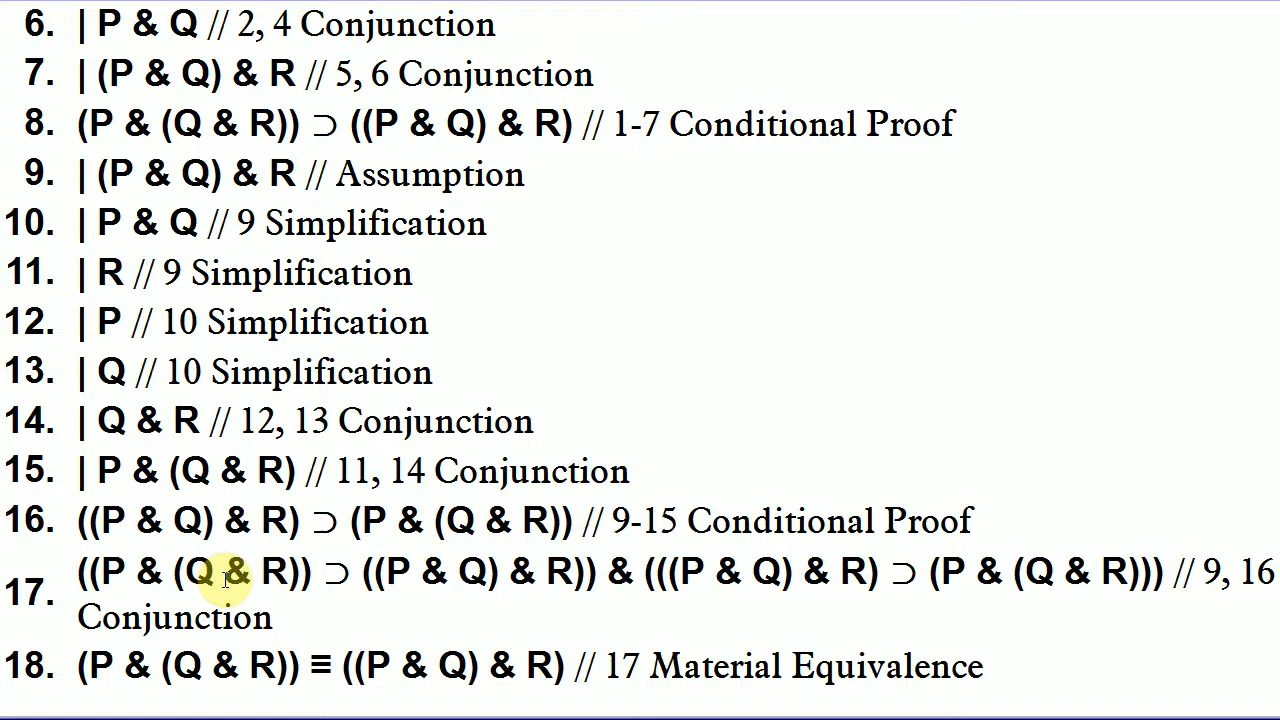 6. | P & Q // 2, 4 Conjunction
7. | (P & Q) & R // 5, 6 Conjunction
8. (P & (Q & R)) ⊃ ((P & Q) & R) // 1-7 Conditional Proof
9. | (P & Q) & R // Assumption
10. | P & Q // 9 Simplification
11. | R // 9 Simplification
12. | P // 10 Simplification
13. | Q // 10 Simplification
14. | Q & R // 12, 13 Conjunction
15. | P & (Q & R) // 11, 14 Conjunction
16. ((P & Q) & R) ⊃ (P & (Q & R)) // 9-15 Conditional Proof
17. ((P & (Q & R)) ⊃ ((P & Q) & R)) & (((P & Q) & R) ⊃ (P & (Q & R))) // 9, 16
Conjunction
18. (P & (Q & R)) ≡ ((P & Q) & R) // 17 Material Equivalence